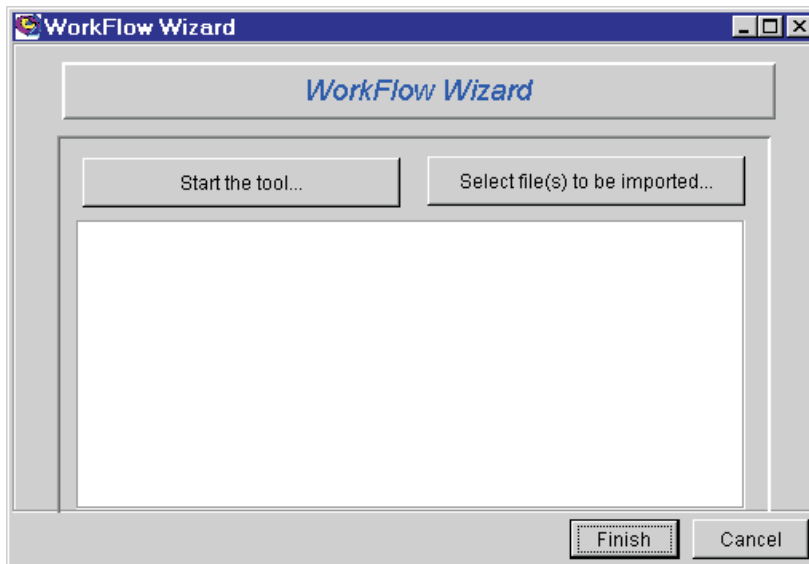 WorkFlow Wizard
WorkFlow Wizard
Start the tool...
Select file(s) to be imported...
Finish
Cancel